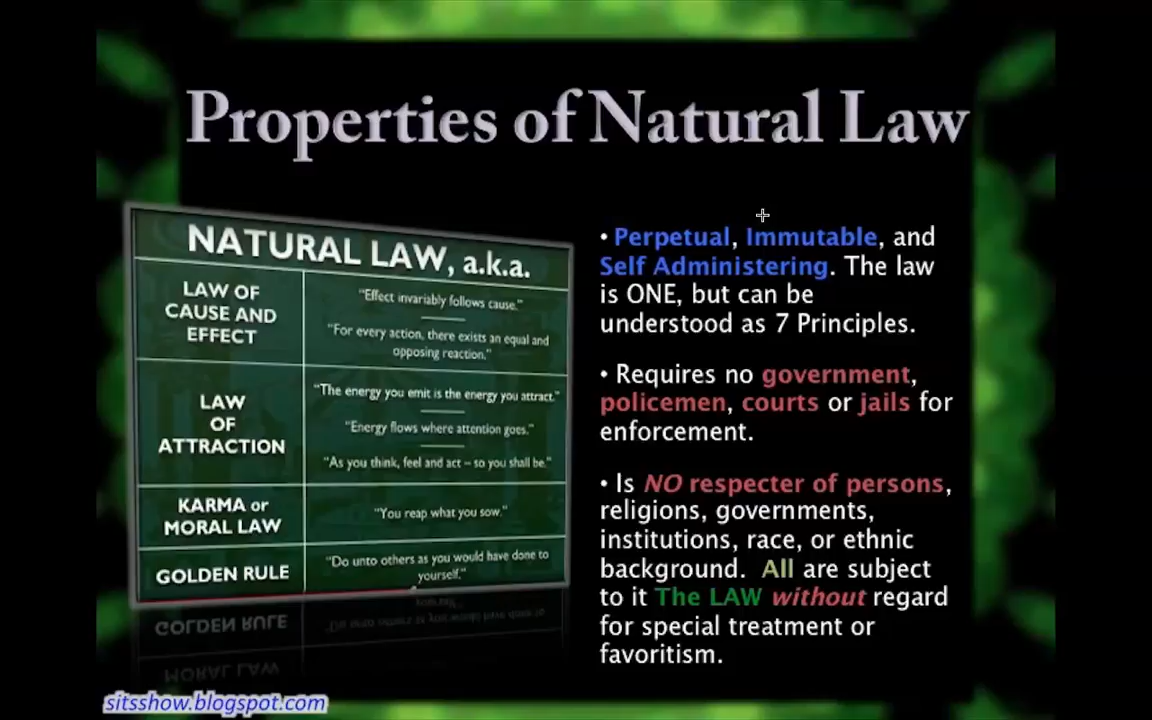 Properties of Natural Law
NATURAL LAW, a.k.a.
LAW OF
CAUSE AND
EFFECT
"Effect invariably follows cause."
"For every action, there exists an equal and
opposing reaction."
LAW
OF
ATTRACTION
"The energy you emit is the energy you attract."
"Energy flows where attention goes."
"As you think, feel and act – so you shall be."
KARMA or
MORAL LAW
"You reap what you sow."
GOLDEN RULE
"Do unto others as you would have done to
yourself."
• Perpetual, Immutable, and
Self Administering. The law
is ONE, but can be
understood as 7 Principles.
• Requires no government,
policemen, courts or jails for
enforcement.
• Is NO respecter of persons,
religions, governments,
institutions, race, or ethnic
background. All are subject
to it The LAW without regard
for special treatment or
favoritism.
sitsshow.blogspot.com